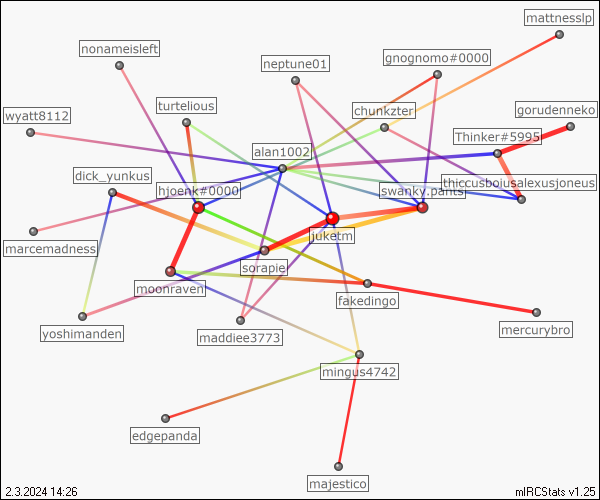 mattnesslp
nonameisleft
neptune01
gnognomo#0000
turtelious
chunkzter
gorudenneko
wyatt8112
Thinker#5995
alan1002
dick_yunkus
hjoenk#0000
swanky.pants
thiccusboiusalexusjoneus
juketm
marcemadness
sorapie
moonraven
fakedingo
yoshimanden
maddiee3773
mercurybro
mingus4742
edgepanda
majestico
2.3.2024 14:26
mIRCStats v1.25